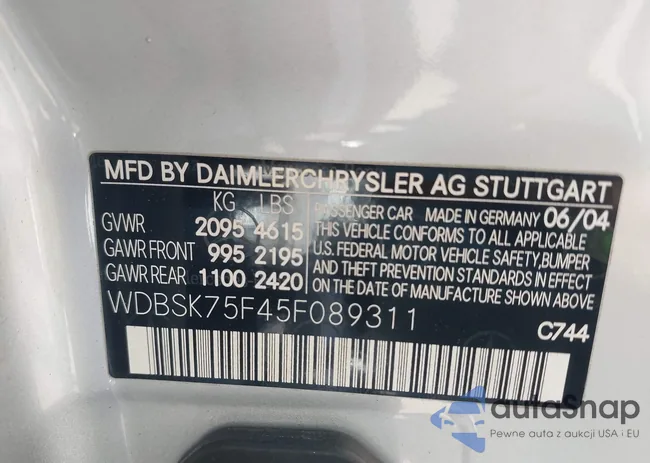 MFD BY DAIMLERCHRYSLER AG STUTTGART
KG LBS
GVWR 2095 4615
GAWR FRONT 995 2195
GAWR REAR 1100 2420
PASSENGER CAR MADE IN GERMANY 06/04
THIS VEHICLE CONFORMS TO ALL APPLICABLE
U.S. FEDERAL MOTOR VEHICLE SAFETY, BUMPER
AND THEFT PREVENTION STANDARDS IN EFFECT
ON THE DATE OF MANUFACTURE SHOWN ABOVE
WDBSK75F45F089311
C744
autosnap
Pewne auta z aukcji USA i EU